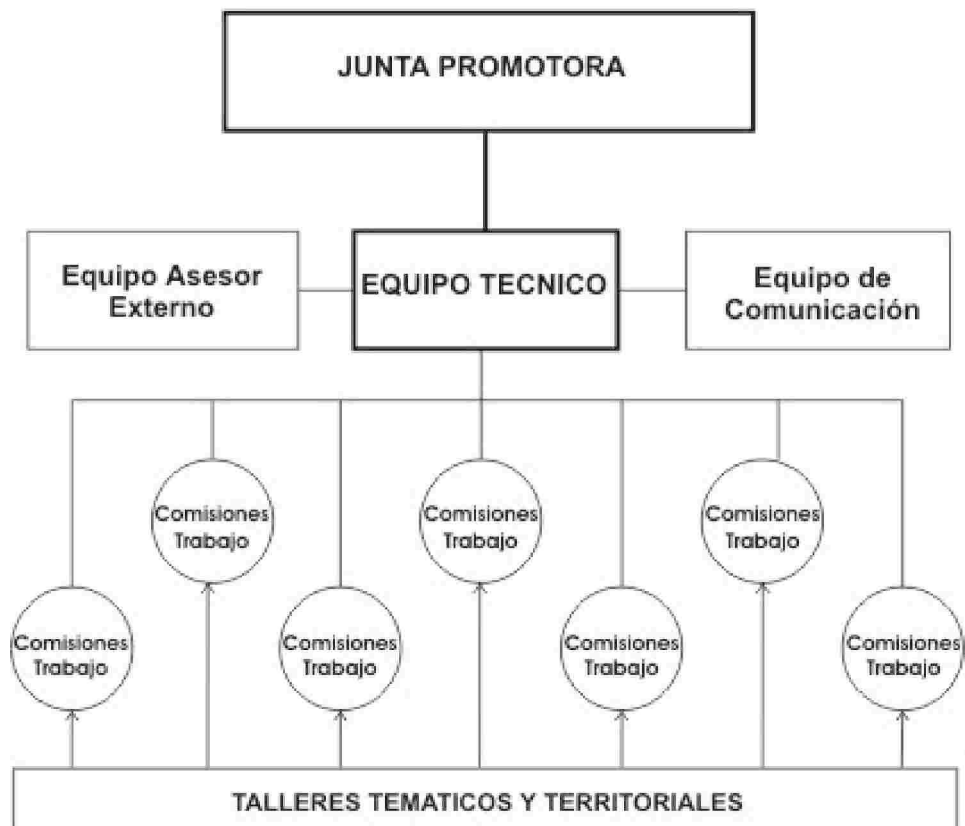 JUNTA PROMOTORA
Equipo Asesor
Externo
EQUIPO TECNICO
Equipo de
Comunicación
Comisiones
Trabajo
Comisiones
Trabajo
Comisiones
Trabajo
Comisiones
Trabajo
Comisiones
Trabajo
Comisiones
Trabajo
Comisiones
Trabajo
TALLERES TEMATICOS Y TERRITORIALES